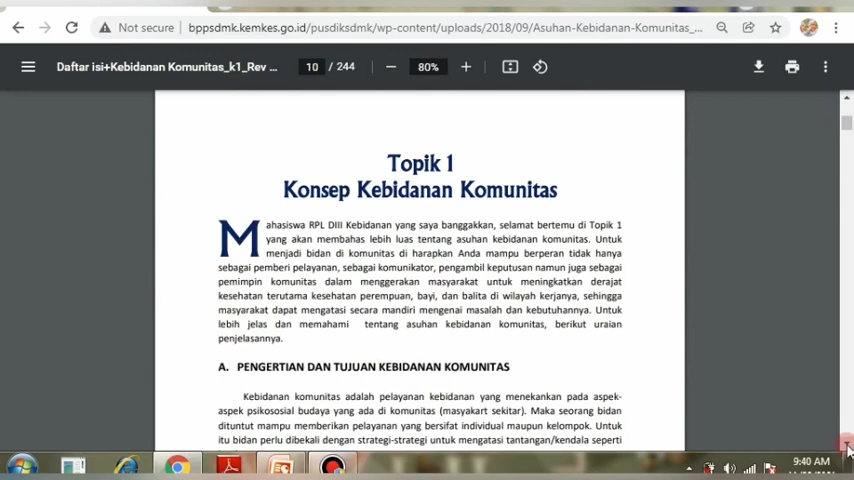 Not secure | bppsdmk.kemkes.go.id/pusdiksdmk/wp-content/uploads/2018/09/Asuhan-Kebidanan-Komunitas_...
Daftar isi+Kebidanan Komunitas_k1_Rev ... 10 / 244 80%
Topik 1
Konsep Kebidanan Komunitas
Mahasiswa RPL DIII Kebidanan yang saya banggakkan, selamat bertemu di Topik 1
yang akan membahas lebih luas tentang asuhan kebidanan komunitas. Untuk
menjadi bidan di komunitas di harapkan Anda mampu berperan tidak hanya
sebagai pemberi pelayanan, sebagai komunikator, pengambil keputusan namun juga sebagai
pemimpin komunitas dalam menggerakan masyarakat untuk meningkatkan derajat
kesehatan terutama kesehatan perempuan, bayi, dan balita di wilayah kerjanya, sehingga
masyarakat dapat mengatasi secara mandiri mengenai masalah dan kebutuhannya. Untuk
lebih jelas dan memahami tentang asuhan kebidanan komunitas, berikut uraian
penjelasannya.
A. PENGERTIAN DAN TUJUAN KEBIDANAN KOMUNITAS
Kebidanan komunitas adalah pelayanan kebidanan yang menekankan pada aspek-
aspek psikososial budaya yang ada di komunitas (masyakart sekitar). Maka seorang bidan
dituntut mampu memberikan pelayanan yang bersifat individual maupun kelompok. Untuk
itu bidan perlu dibekali dengan strategi-strategi untuk mengatasi tantangan/kendala seperti
9:40 AM